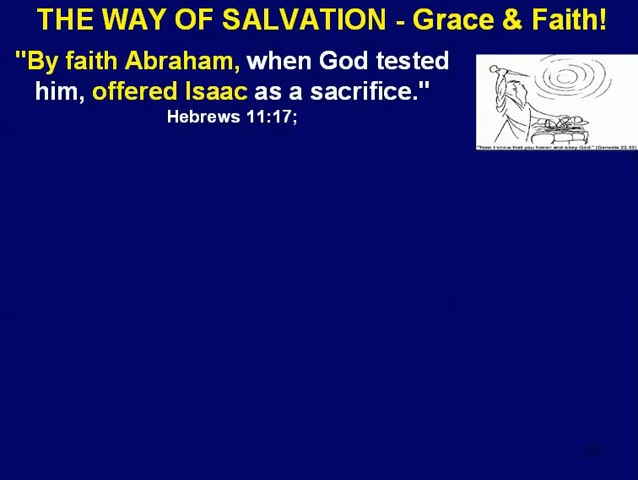 THE WAY OF SALVATION - Grace & Faith!
"By faith Abraham, when God tested
him, offered Isaac as a sacrifice."
Hebrews 11:17;
"Now I know that you honor and obey God." (Genesis 22.12)